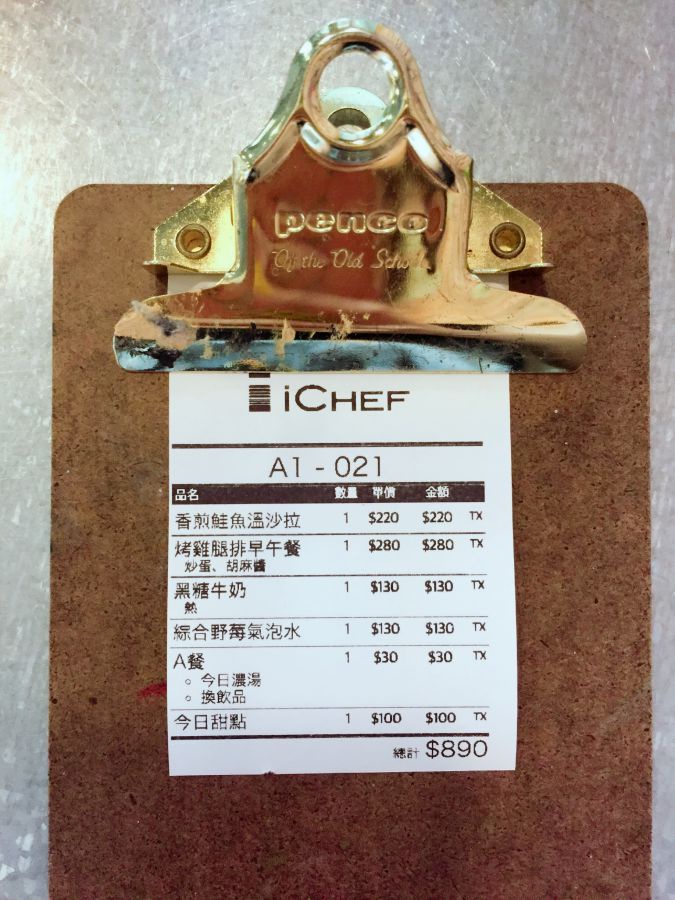 penco
On the Old School
iCHEF
A1 - 021
品名 數量 單價 金額
香煎鮭魚溫沙拉 1 $220 $220 TX
烤雞腿排早午餐 1 $280 $280 TX
炒蛋、胡麻醬
黑糖牛奶 1 $130 $130 TX
熱
綜合野莓氣泡水 1 $130 $130 TX
A餐 1 $30 $30 TX
。今日濃湯
。換飲品
今日甜點 1 $100 $100 TX
總計 $890